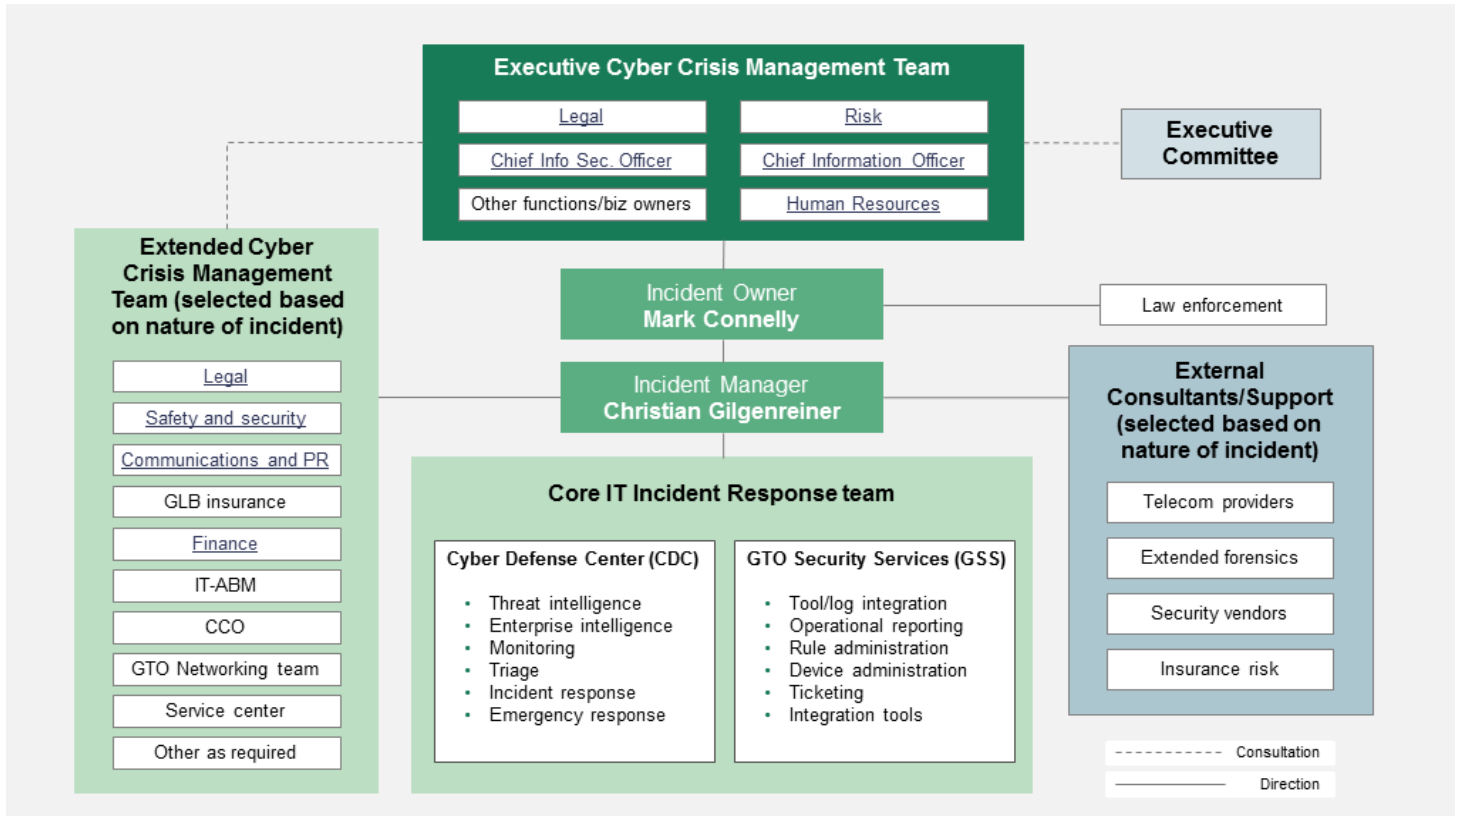 Executive Cyber Crisis Management Team
Legal
Risk
Chief Info Sec. Officer
Chief Information Officer
Other functions/biz owners
Human Resources
Executive
Committee
Extended Cyber
Crisis Management
Team (selected based
on nature of incident)
Legal
Safety and security
Communications and PR
GLB insurance
Finance
IT-ABM
CCO
GTO Networking team
Service center
Other as required
Incident Owner
Mark Connelly
Incident Manager
Christian Gilgenreiner
Law enforcement
External
Consultants/Support
(selected based on
nature of incident)
Telecom providers
Extended forensics
Security vendors
Insurance risk
Core IT Incident Response team
Cyber Defense Center (CDC)
• Threat intelligence
• Enterprise intelligence
• Monitoring
• Triage
• Incident response
• Emergency response
GTO Security Services (GSS)
• Tool/log integration
• Operational reporting
• Rule administration
• Device administration
• Ticketing
• Integration tools
Consultation
Direction